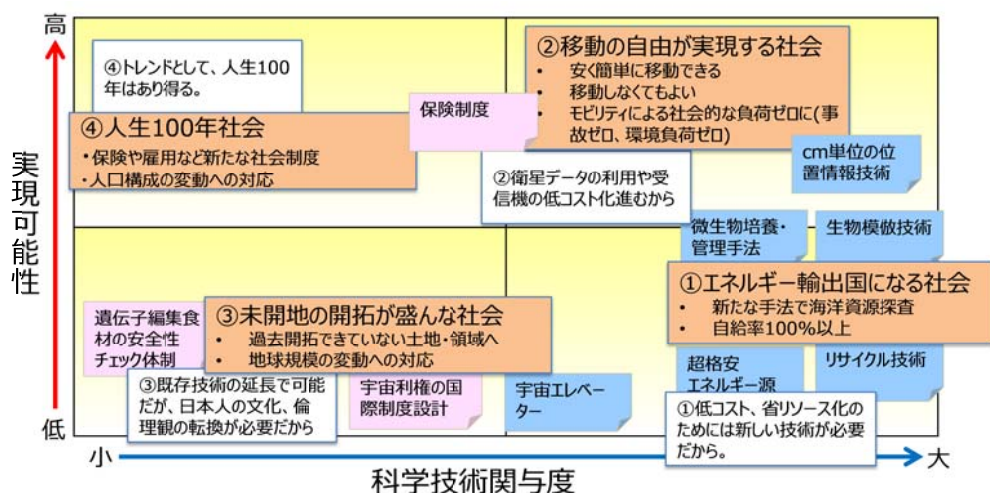 高
④トレンドとして、人生100
年はあり得る。
②移動の自由が実現する社会
• 安く簡単に移動できる
• 移動しなくてもよい
• モビリティによる社会的な負荷ゼロに(事
故ゼロ、環境負荷ゼロ)
保険制度
④人生100年社会
・保険や雇用など新たな社会制度
・人口構成の変動への対応
cm単位の位
置情報技術
②衛星データの利用や受
信機の低コスト化進むから
実現可能性
微生物培養・
管理手法
生物模倣技術
①エネルギー輸出国になる社会
• 新たな手法で海洋資源探査
• 自給率100%以上
遺伝子編集食
材の安全性
チェック体制
③未開地の開拓が盛んな社会
• 過去開拓できていない土地・領域へ
• 地球規模の変動への対応
超格安
エネルギー源
リサイクル技術
③既存技術の延長で可能
だが、日本人の文化、倫
理観の転換が必要だから
宇宙利権の国
際制度設計
宇宙エレベー
ター
①低コスト、省リソース化の
ためには新しい技術が必要
だから。
低
小
大
科学技術関与度